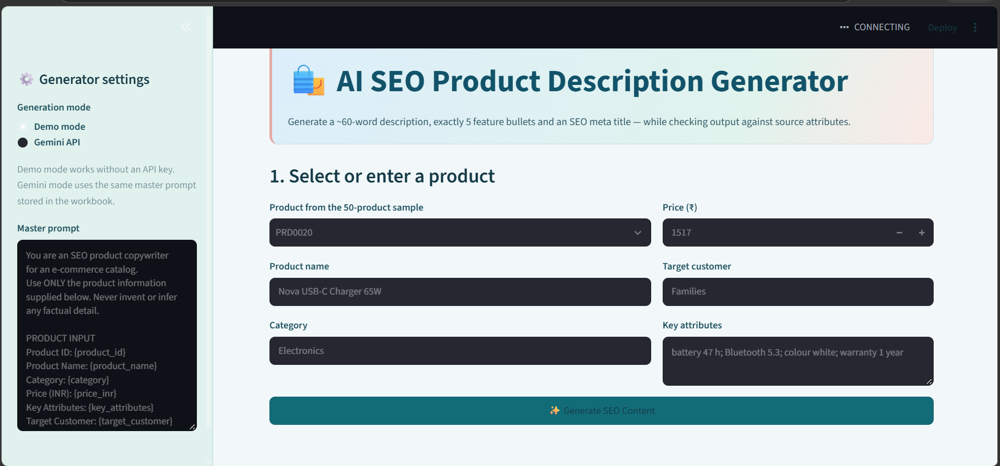 CONNECTING
Deploy
Generator settings
Generation mode
Demo mode
Gemini API
Demo mode works without an API key.
Gemini mode uses the same master prompt
stored in the workbook.
Master prompt
You are an SEO product copywriter
for an e-commerce catalog.
Use ONLY the product information
supplied below. Never invent or infer
any factual detail.
PRODUCT INPUT
Product ID: {product_id}
Product Name: {product_name}
Category: {category}
Price (INR): {price_inr}
Key Attributes: {key_attributes}
Target Customer: {target_customer}
AI SEO Product Description Generator
Generate a ~60-word description, exactly 5 feature bullets and an SEO meta title — while checking output against source attributes.
1. Select or enter a product
Product from the 50-product sample
PRD0020
Price (₹)
1517
Product name
Nova USB-C Charger 65W
Target customer
Families
Category
Electronics
Key attributes
battery 47 h; Bluetooth 5.3; colour white; warranty 1 year
✨ Generate SEO Content